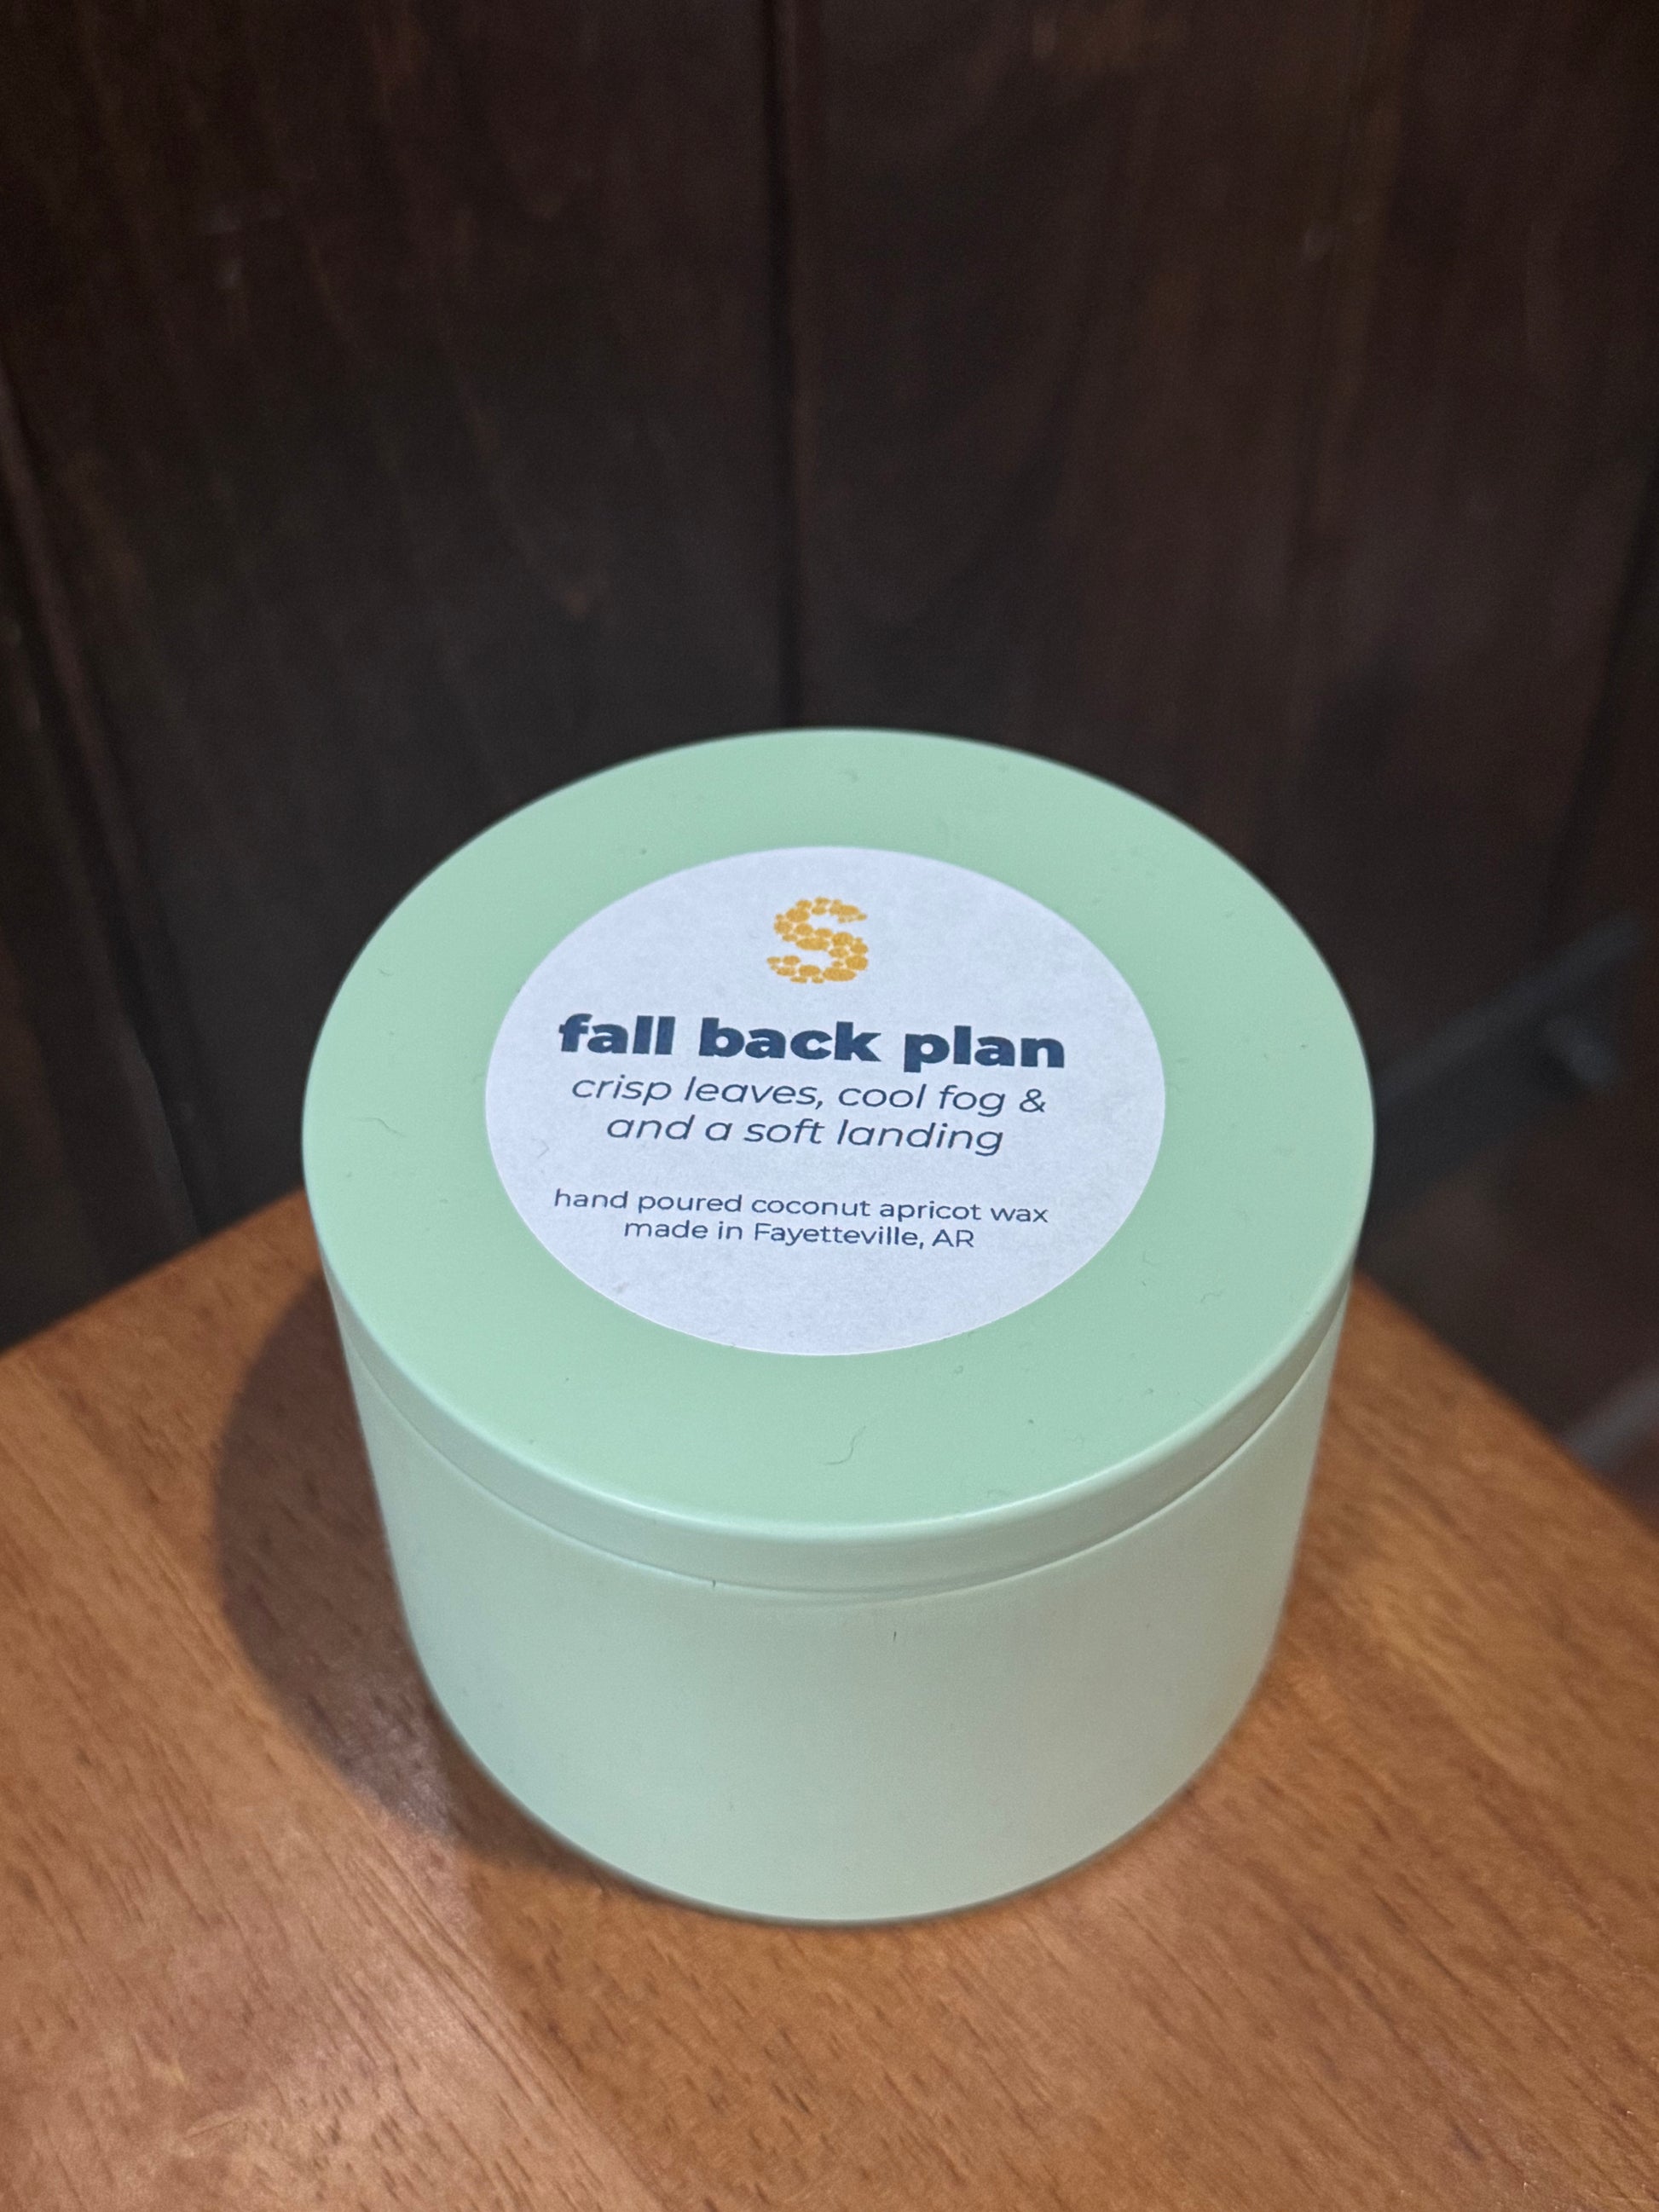 S
fall back plan
crisp leaves, cool fog &
and a soft landing
hand poured coconut apricot wax
made in Fayetteville, AR